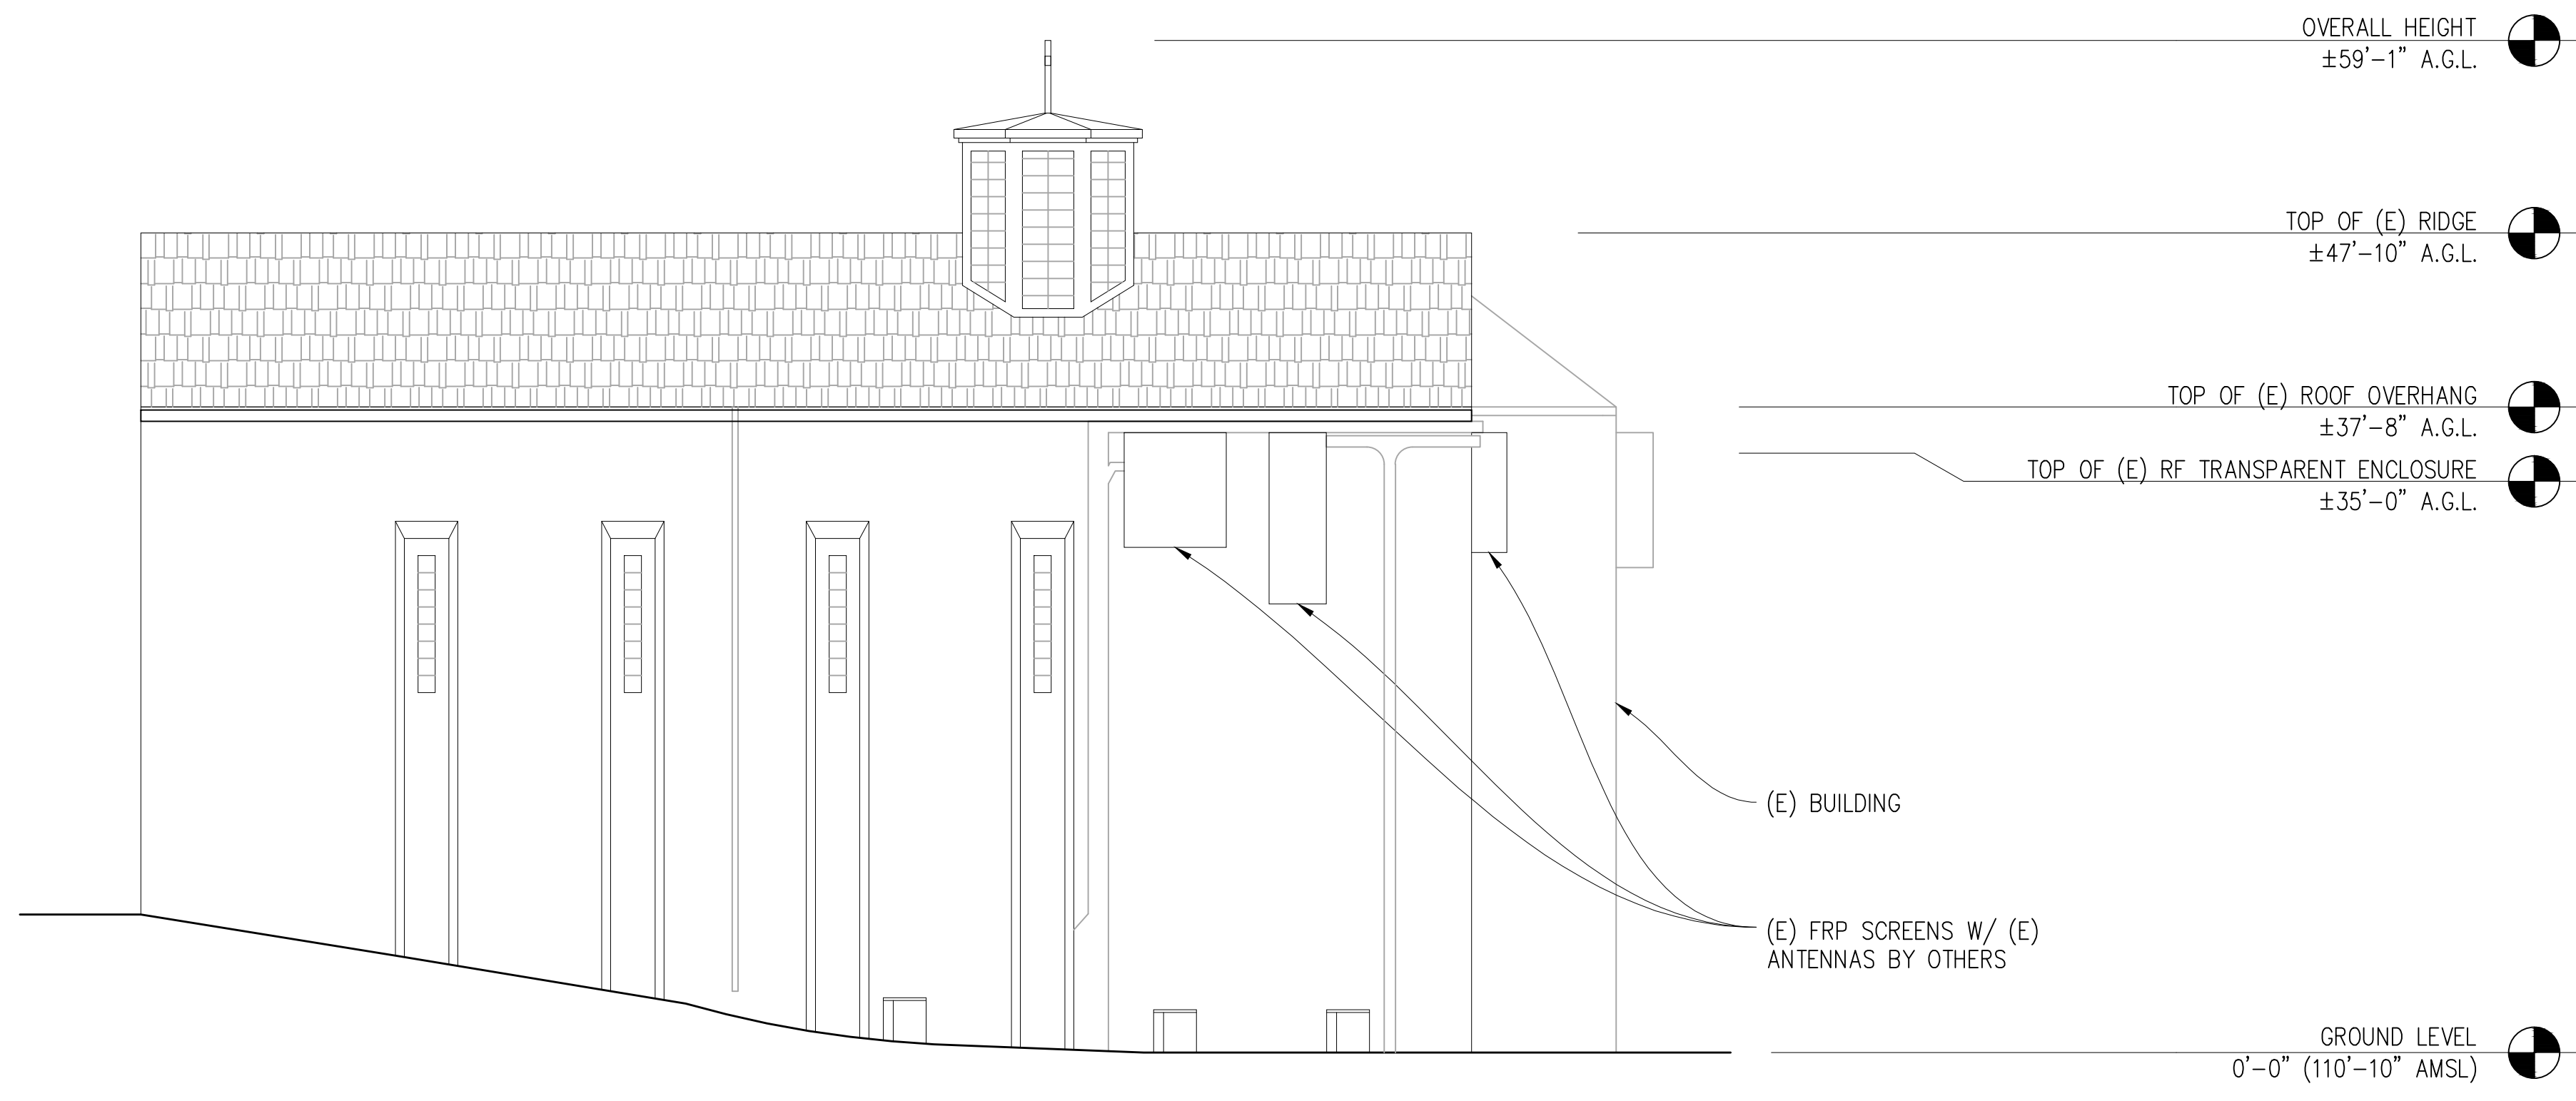 OVERALL HEIGHT
±59'-1" A.G.L.
TOP OF (E) RIDGE
±47'-10" A.G.L.
TOP OF (E) ROOF OVERHANG
±37'-8" A.G.L.
TOP OF (E) RF TRANSPARENT ENCLOSURE
±35'-0" A.G.L.
(E) BUILDING
(E) FRP SCREENS W/ (E)
ANTENNAS BY OTHERS
GROUND LEVEL
0'-0" (110'-10" AMSL)